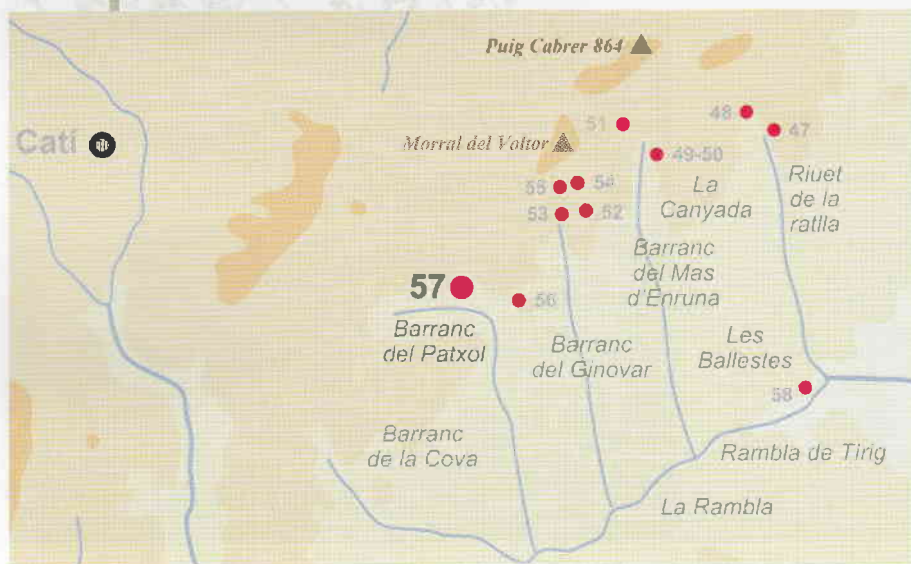 Puig Cabrer 864
Catí
Morral del Voltor
51
48
47
49-50
55
54
53
52
La
Canyada
Riuet
de la
ratlla
Barranc
del Mas
d'Enruna
57
56
Barranc
del Patxol
Barranc
del Ginovar
Les
Ballestes
58
Barranc
de la Cova
Rambla de Tirig
La Rambla